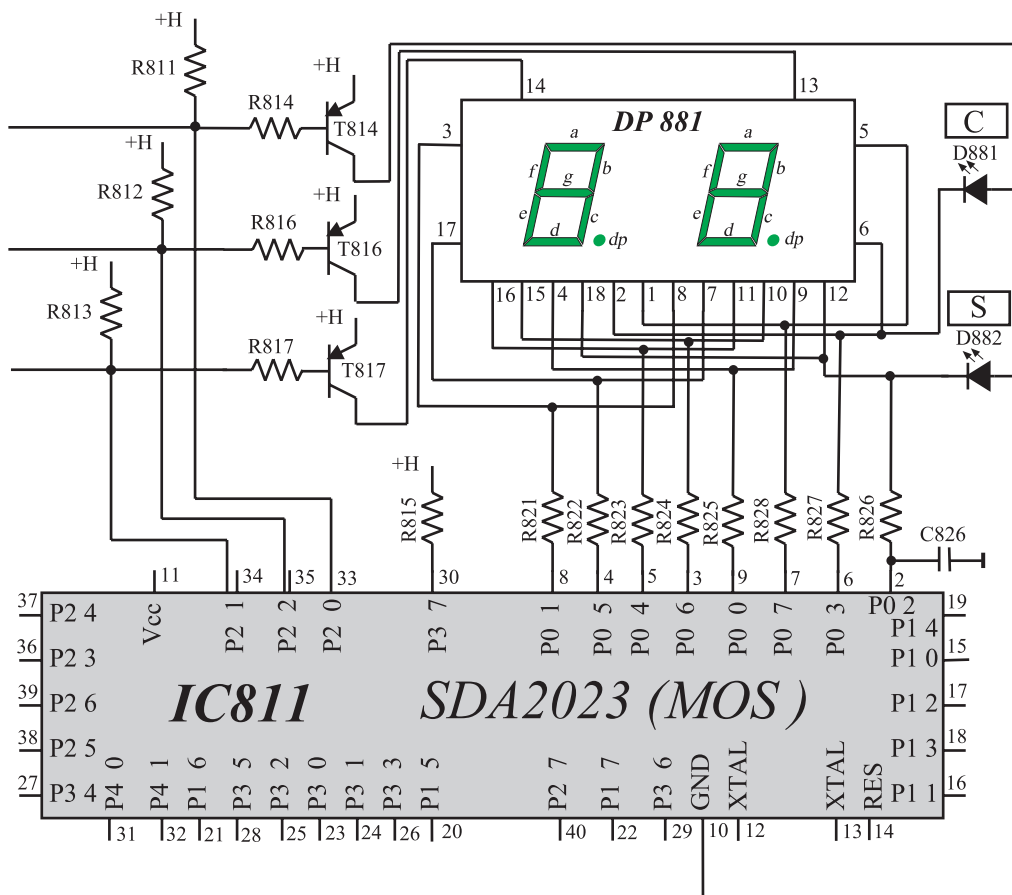 +H
R811
+H
R814
T814
14
13
DP 881
3
5
a
b
c
d
e
f
g
dp
a
b
c
d
e
f
g
dp
C
D881
+H
R812
R816
+H
T816
17
6
+H
R813
R817
+H
T817
16 15 4 18 2 1 8 7 11 10 9 12
S
D882
+H
R815
R821
R822
R823
R824
R825
R828
R827
R826
C826
11
34
35
33
30
8
4
5
3
9
7
6
2
37
P2 4
36
P2 3
39
P2 6
38
P2 5
27
P3 4
Vcc
P2 1
P2 2
P2 0
P3 7
P0 1
P0 5
P0 4
P0 6
P0 0
P0 7
P0 3
P0 2
19
P1 4
15
P1 0
17
P1 2
18
P1 3
16
P1 1
IC811
SDA2023 (MOS )
P4 0
P4 1
P1 6
P3 5
P3 2
P3 0
P3 1
P3 3
P1 5
P2 7
P1 7
P3 6
GND
XTAL
XTAL
RES
31
32
21
28
25
23
24
26
20
40
22
29
10
12
13
14